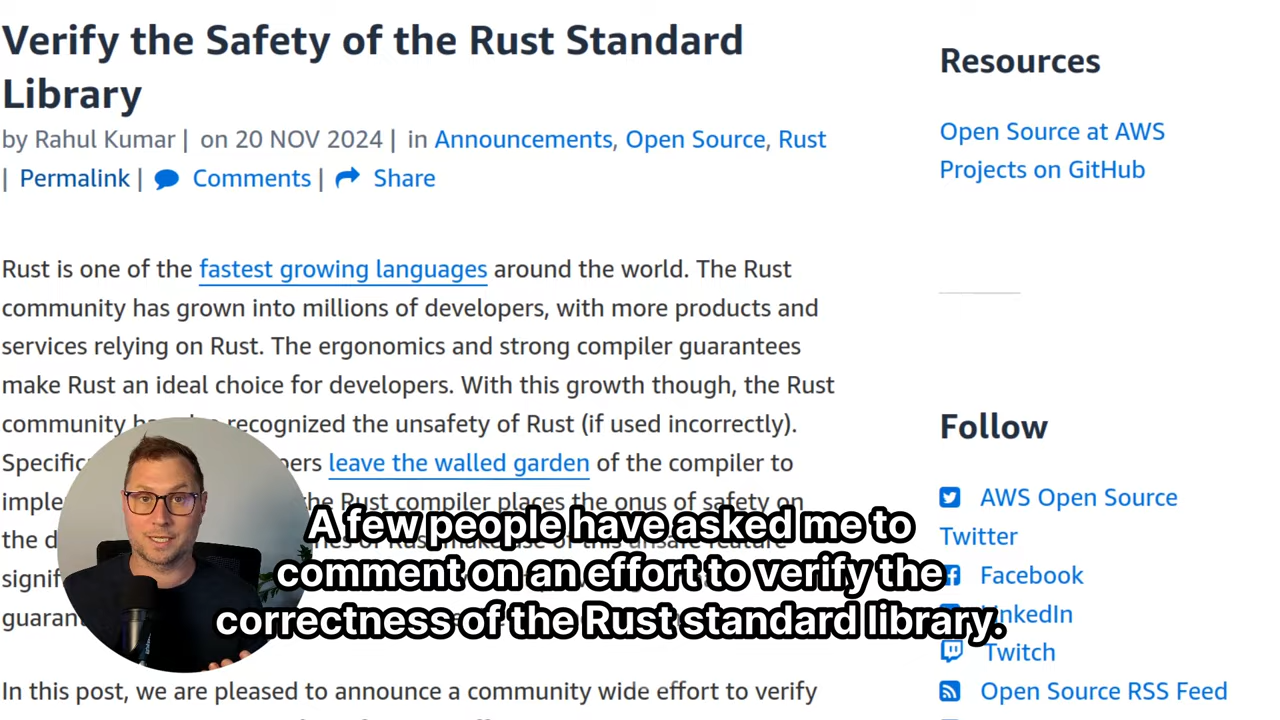 Verify the Safety of the Rust Standard
Library
by Rahul Kumar | on 20 NOV 2024 | in Announcements, Open Source, Rust
| Permalink | Comments | Share
Rust is one of the fastest growing languages around the world. The Rust
community has grown into millions of developers, with more products and
services relying on Rust. The ergonomics and strong compiler guarantees
make Rust an ideal choice for developers. With this growth though, the Rust
community recognized the unsafety of Rust (if used incorrectly).
leave the walled garden of the compiler to
the Rust compiler places the onus of safety on
the
A few people have asked me to
comment on an effort to verify the
correctness of the Rust standard library.
In this post, we are pleased to announce a community wide effort to verify
Resources
Open Source at AWS
Projects on GitHub
Follow
AWS Open Source
Twitter
Facebook
LinkedIn
Twitch
Open Source RSS Feed